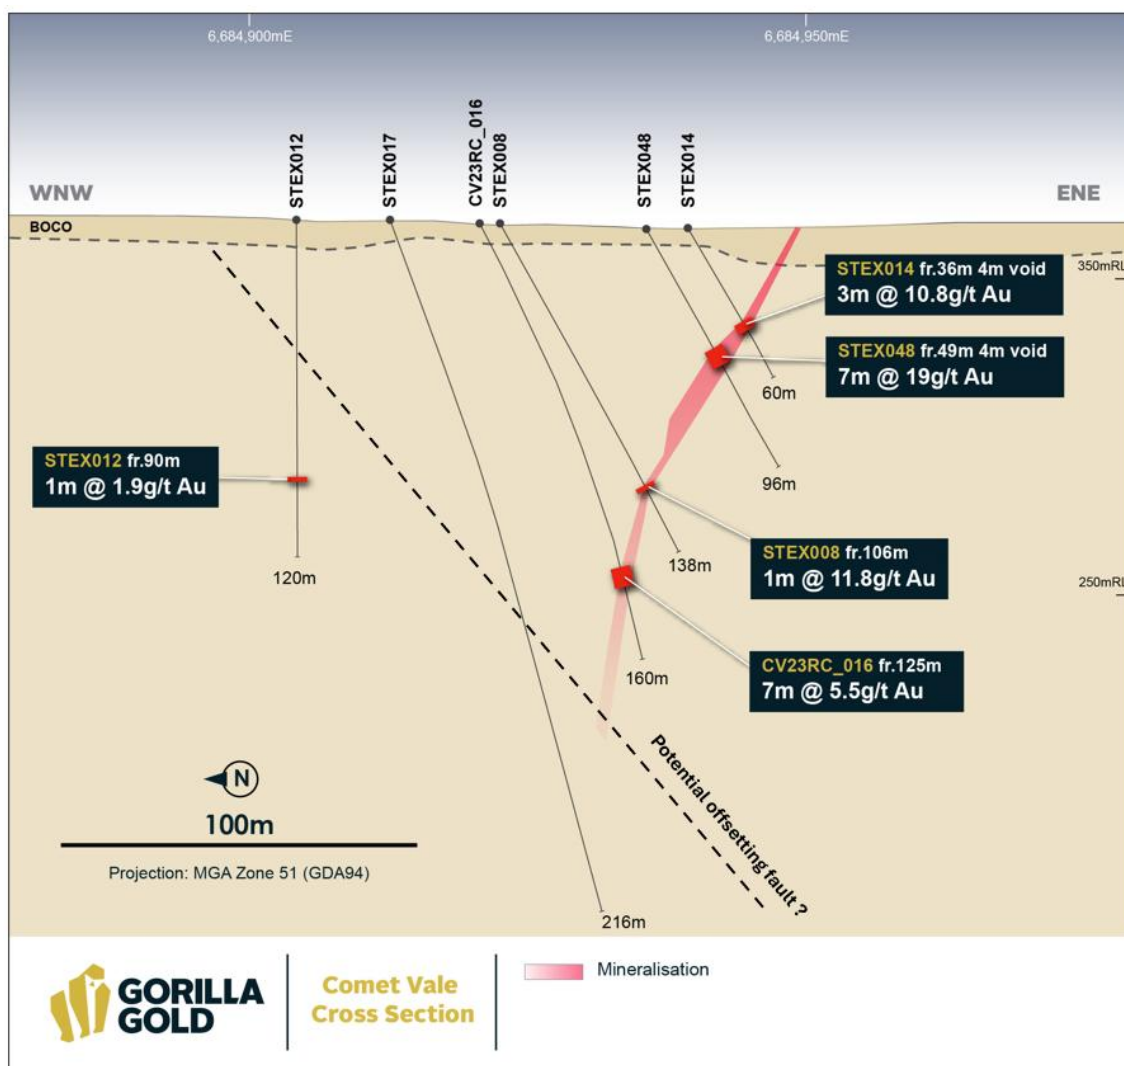 6,684,900mE
6,684,950mE
STEX012
STEX017
CV23RC_016
STEX008
STEX048
STEX014
WNW
ENE
BOCO
350mRL
STEX014 fr.36m 4m void
3m @ 10.8g/t Au
STEX048 fr.49m 4m void
7m @ 19g/t Au
60m
STEX012 fr.90m
1m @ 1.9g/t Au
96m
STEX008 fr.106m
1m @ 11.8g/t Au
138m
120m
250mRL
CV23RC_016 fr.125m
7m @ 5.5g/t Au
160m
Potential offsetting fault ?
N
100m
Projection: MGA Zone 51 (GDA94)
216m
GORILLA
GOLD
Comet Vale
Cross Section
Mineralisation